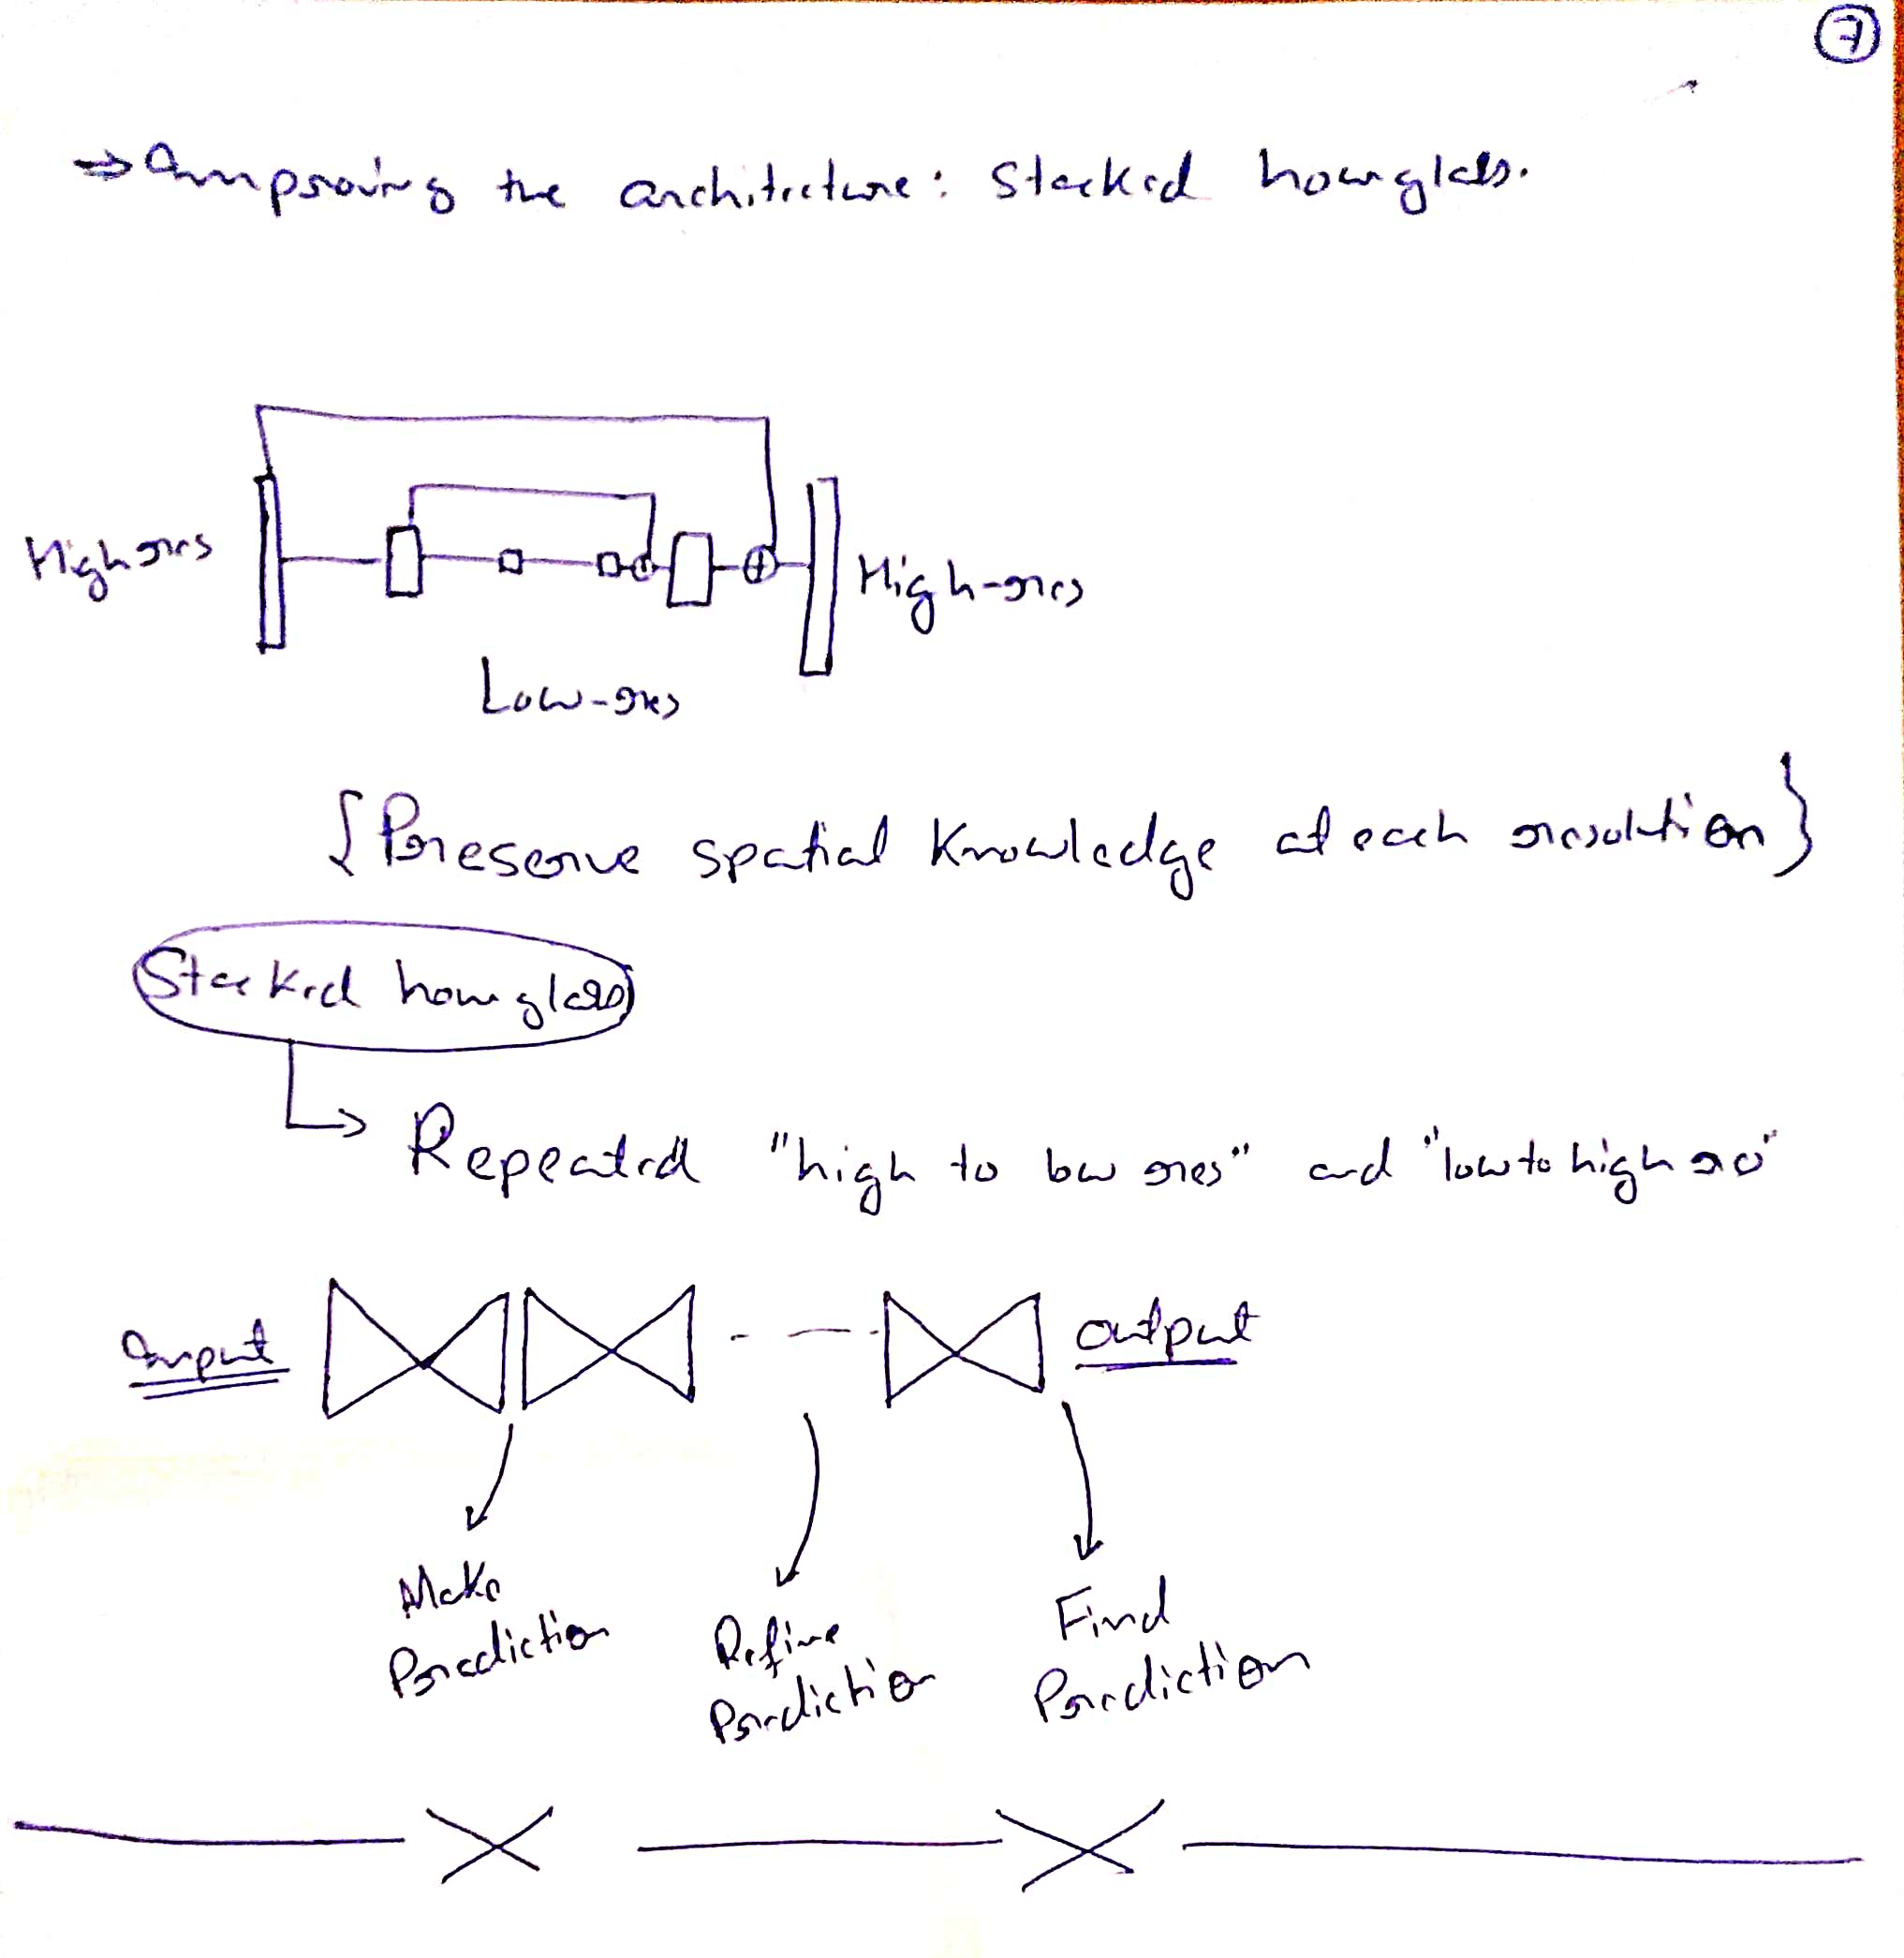 7
⇒ Improving the architecture: Stacked hourglass.
High res
High-res
Low-res
{Preserve spatial Knowledge at each resolution}
Stacked hourglass
Repeated "high to low res" and "low to high res"
Input
Output
Make
Prediction
Refine
Prediction
Final
Prediction